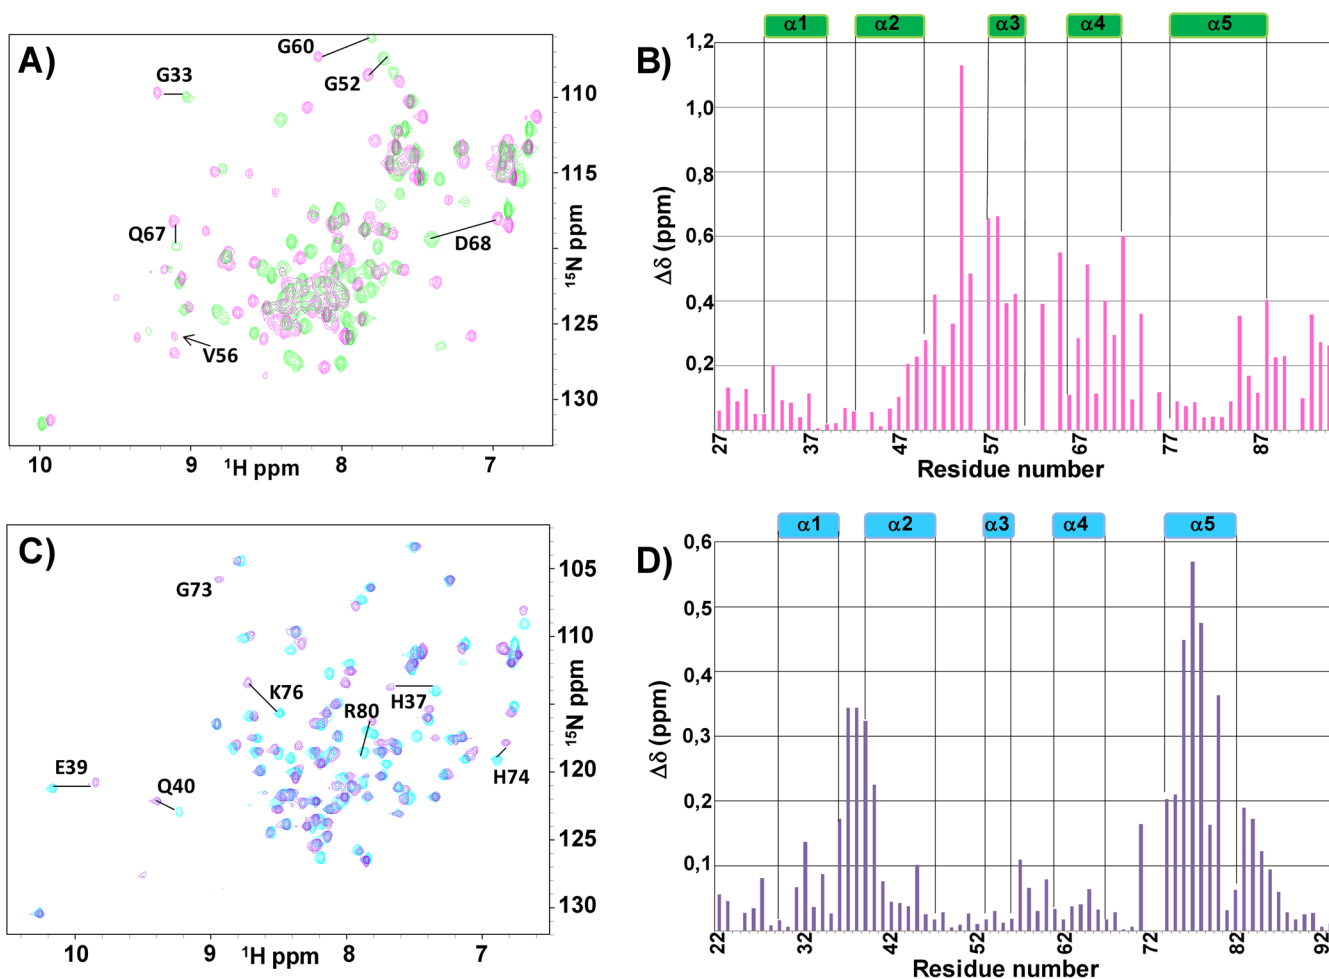 A)
G60
G52
G33
Q67
D68
V56
110
115
125
130
15N ppm
10
9
8
7
1H ppm
B)
α1
α2
α3
α4
α5
1,2
1,0
0,8
0,6
0,4
0,2
Δδ (ppm)
27
37
47
57
67
77
87
Residue number
C)
G73
K76
H37
R80
E39
Q40
H74
105
110
115
120
125
130
15N ppm
10
9
8
7
1H ppm
D)
α1
α2
α3
α4
α5
0,6
0,5
0,4
0,3
0,2
0,1
Δδ (ppm)
22
32
42
52
62
72
82
92
Residue number